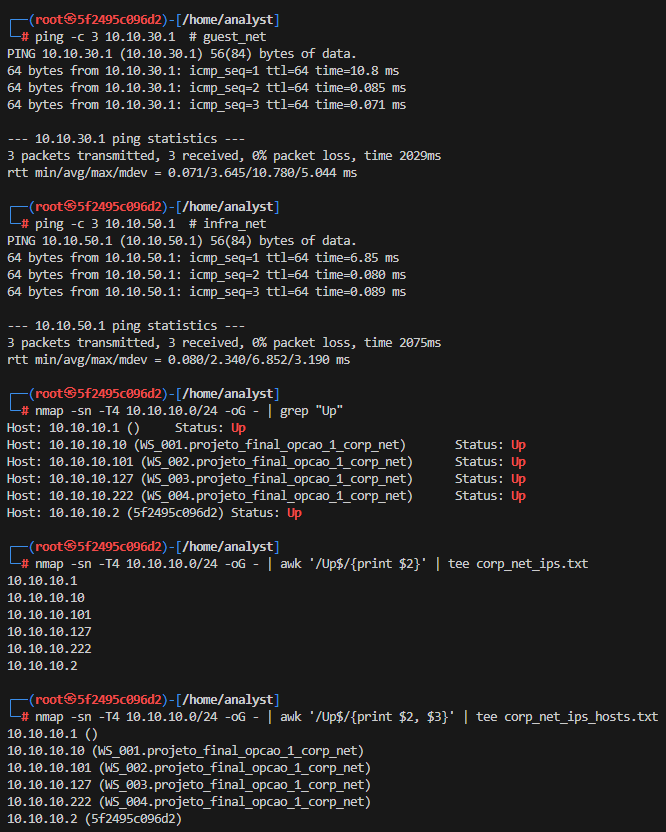 ┌──(root㉿5f2495c096d2)-[/home/analyst]
└─# ping -c 3 10.10.30.1  # guest_net
PING 10.10.30.1 (10.10.30.1) 56(84) bytes of data.
64 bytes from 10.10.30.1: icmp_seq=1 ttl=64 time=10.8 ms
64 bytes from 10.10.30.1: icmp_seq=2 ttl=64 time=0.085 ms
64 bytes from 10.10.30.1: icmp_seq=3 ttl=64 time=0.071 ms

--- 10.10.30.1 ping statistics ---
3 packets transmitted, 3 received, 0% packet loss, time 2029ms
rtt min/avg/max/mdev = 0.071/3.645/10.780/5.044 ms

┌──(root㉿5f2495c096d2)-[/home/analyst]
└─# ping -c 3 10.10.50.1  # infra_net
PING 10.10.50.1 (10.10.50.1) 56(84) bytes of data.
64 bytes from 10.10.50.1: icmp_seq=1 ttl=64 time=6.85 ms
64 bytes from 10.10.50.1: icmp_seq=2 ttl=64 time=0.080 ms
64 bytes from 10.10.50.1: icmp_seq=3 ttl=64 time=0.089 ms

--- 10.10.50.1 ping statistics ---
3 packets transmitted, 3 received, 0% packet loss, time 2075ms
rtt min/avg/max/mdev = 0.080/2.340/6.852/3.190 ms

┌──(root㉿5f2495c096d2)-[/home/analyst]
└─# nmap -sn -T4 10.10.10.0/24 -oG - | grep "Up"
Host: 10.10.10.1 ()     Status: Up
Host: 10.10.10.10 (WS_001.projeto_final_opcao_1_corp_net)       Status: Up
Host: 10.10.10.101 (WS_002.projeto_final_opcao_1_corp_net)      Status: Up
Host: 10.10.10.127 (WS_003.projeto_final_opcao_1_corp_net)      Status: Up
Host: 10.10.10.222 (WS_004.projeto_final_opcao_1_corp_net)      Status: Up
Host: 10.10.10.2 (5f2495c096d2) Status: Up

┌──(root㉿5f2495c096d2)-[/home/analyst]
└─# nmap -sn -T4 10.10.10.0/24 -oG - | awk '/Up$/{print $2}' | tee corp_net_ips.txt
10.10.10.1
10.10.10.10
10.10.10.101
10.10.10.127
10.10.10.222
10.10.10.2

┌──(root㉿5f2495c096d2)-[/home/analyst]
└─# nmap -sn -T4 10.10.10.0/24 -oG - | awk '/Up$/{print $2, $3}' | tee corp_net_ips_hosts.txt
10.10.10.1 ()
10.10.10.10 (WS_001.projeto_final_opcao_1_corp_net)
10.10.10.101 (WS_002.projeto_final_opcao_1_corp_net)
10.10.10.127 (WS_003.projeto_final_opcao_1_corp_net)
10.10.10.222 (WS_004.projeto_final_opcao_1_corp_net)
10.10.10.2 (5f2495c096d2)